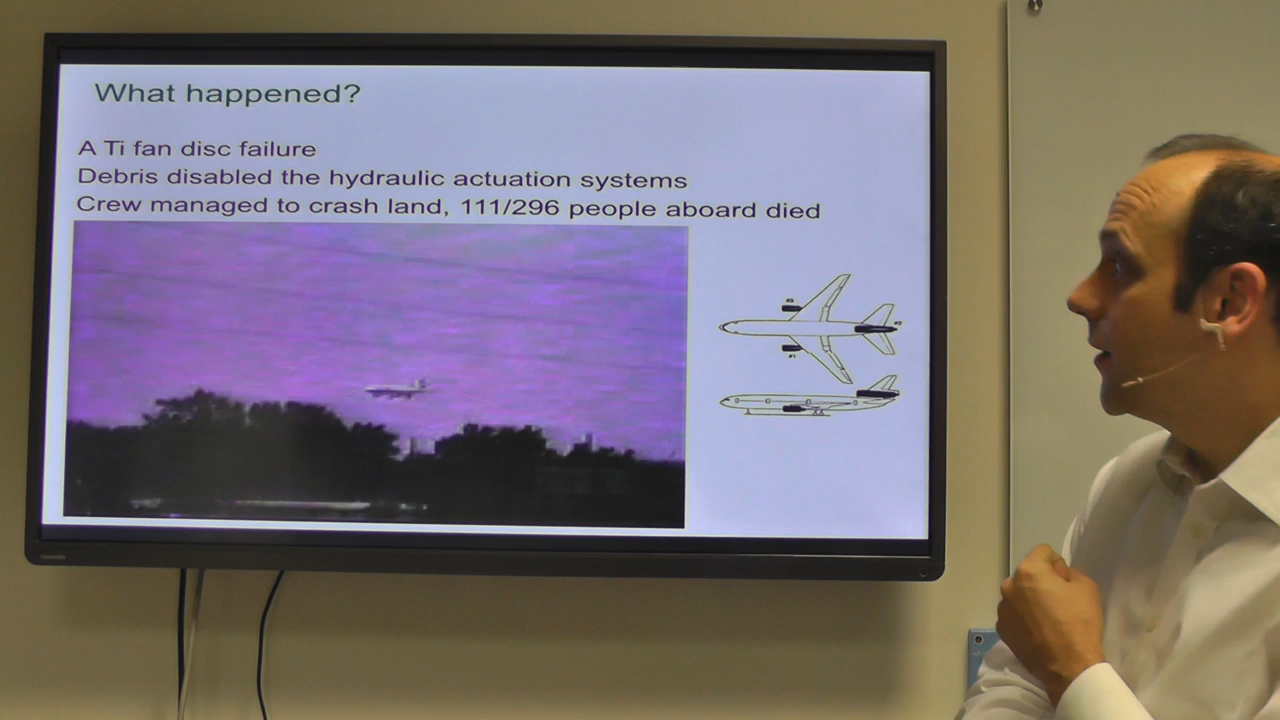 What happened?
A Ti fan disc failure
Debris disabled the hydraulic actuation systems
Crew managed to crash land, 111/296 people aboard died
TOSHIBA